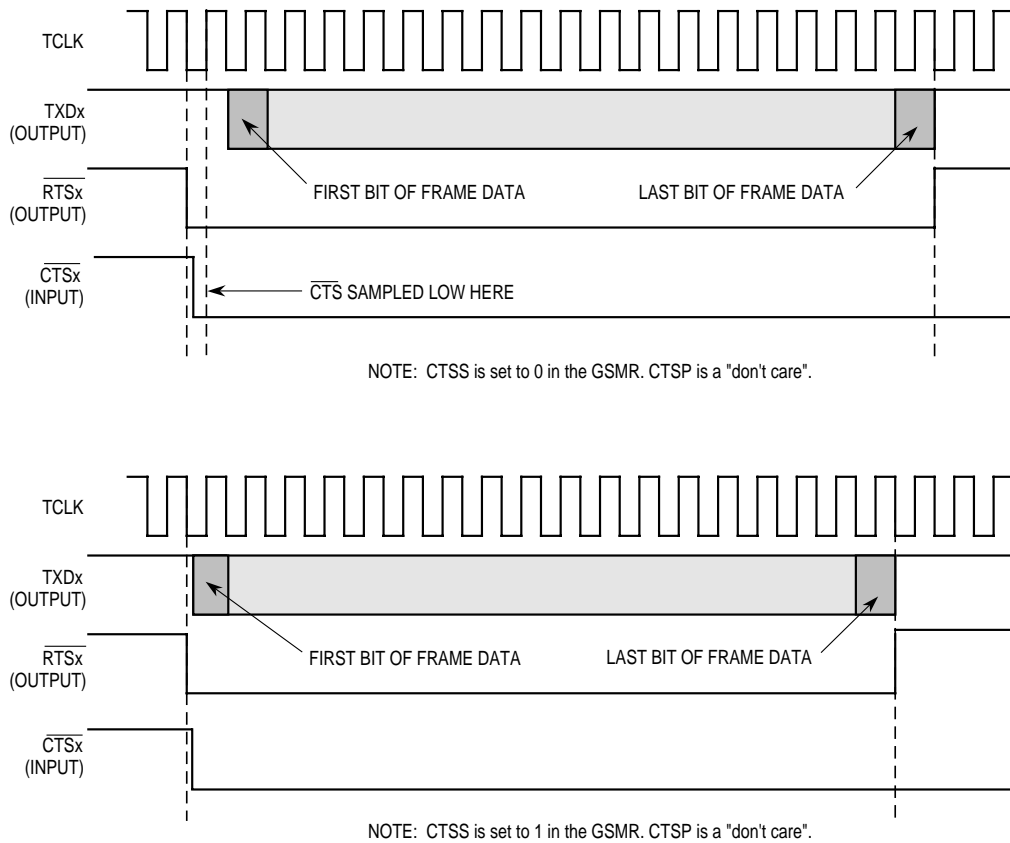 TCLK
TXDx
(OUTPUT)
FIRST BIT OF FRAME DATA
LAST BIT OF FRAME DATA
RTSx
(OUTPUT)
CTSx
(INPUT)
CTS SAMPLED LOW HERE
NOTE: CTSS is set to 0 in the GSMR. CTSP is a "don't care".
TCLK
TXDx
(OUTPUT)
FIRST BIT OF FRAME DATA
LAST BIT OF FRAME DATA
RTSx
(OUTPUT)
CTSx
(INPUT)
NOTE: CTSS is set to 1 in the GSMR. CTSP is a "don't care".